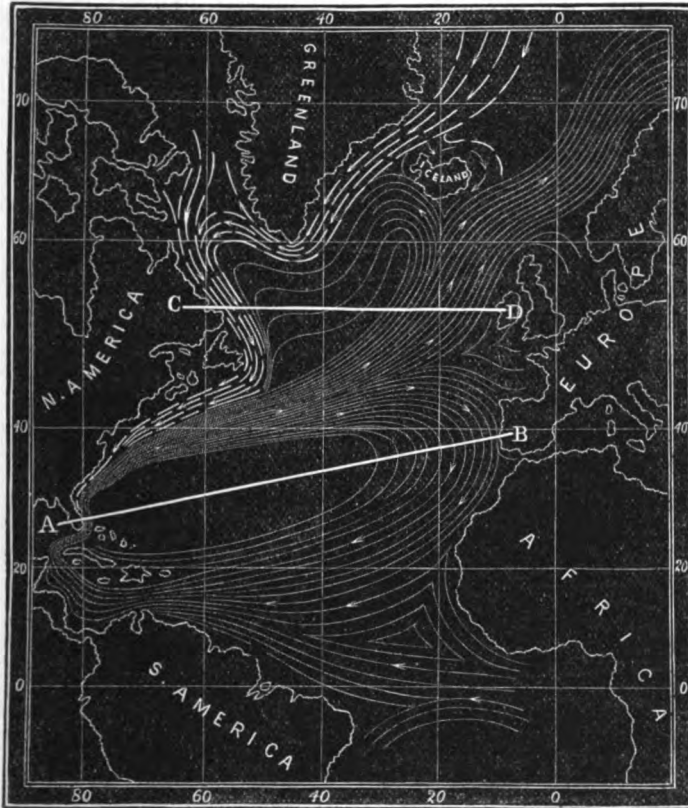 80 60 40 20 0
GREENLAND
70 70
ICELAND
60 60
C D
N. AMERICA
EUROPE
40 40
B
A
AFRICA
20 20
0 0
S. AMERICA
80 60 40 20 0